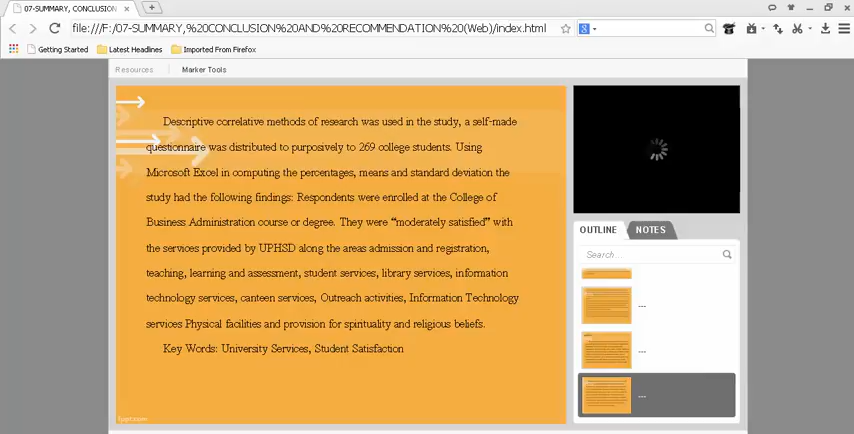 07-SUMMARY, CONCLUSION
file:///F:/07-SUMMARY,%20CONCLUSION%20AND%20RECOMMENDATION%20(Web)/index.html
Getting Started
Latest Headlines
Imported From Firefox
Resources
Marker Tools
Descriptive correlative methods of research was used in the study, a self-made
questionnaire was distributed to purposively to 269 college students. Using
Microsoft Excel in computing the percentages, means and standard deviation the
study had the following findings: Respondents were enrolled at the College of
Business Administration course or degree. They were “moderately satisfied” with
the services provided by UPHSD along the areas admission and registration,
teaching, learning and assessment, student services, library services, information
technology services, canteen services, Outreach activities, Information Technology
services Physical facilities and provision for spirituality and religious beliefs.
Key Words: University Services, Student Satisfaction
OUTLINE
NOTES
Search ...
...
...
...